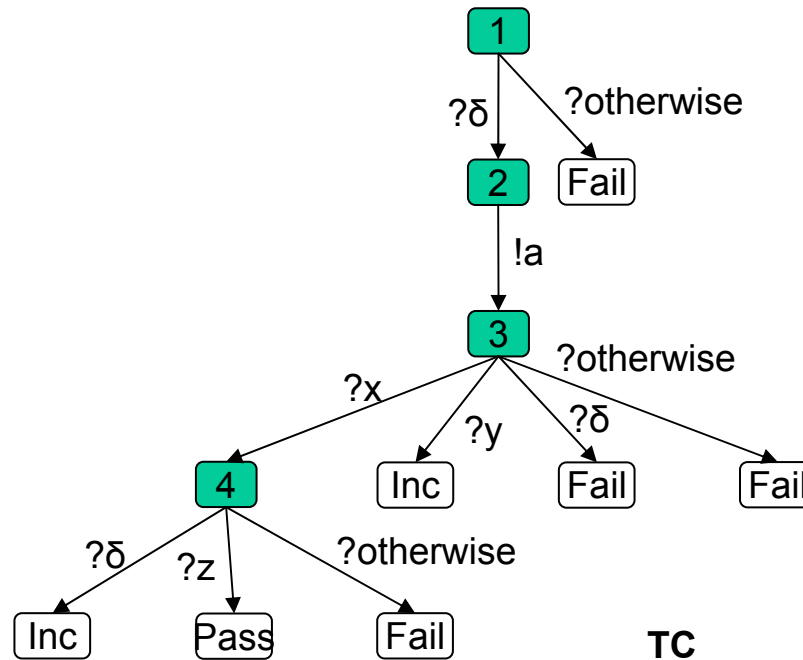 1
?δ
?otherwise
2
Fail
!a
3
?otherwise
?x
?y
?δ
4
Inc
Fail
Fail
?δ
?z
?otherwise
Inc
Pass
Fail
TC